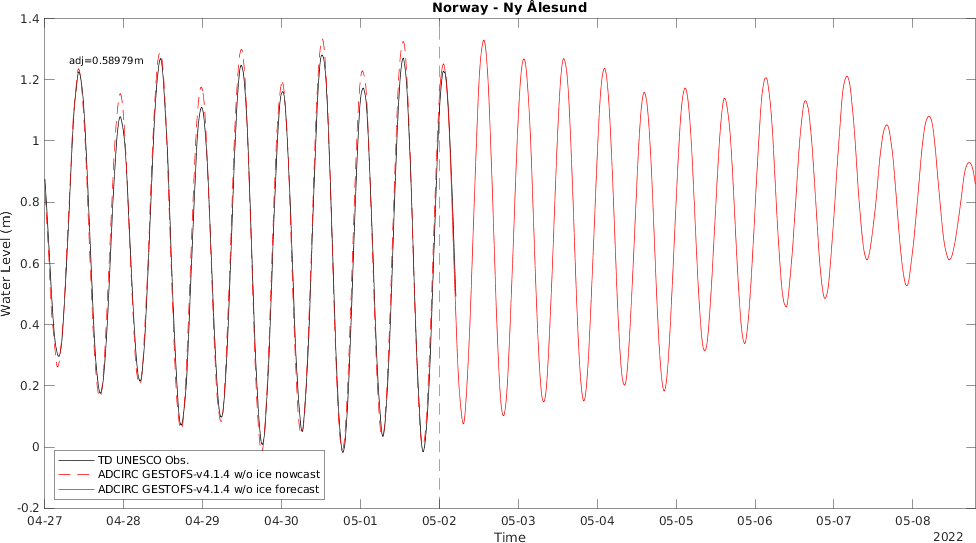 Norway - Ny Ålesund
adj=0.58979m
Water Level (m)
1.4
1.2
1
0.8
0.6
0.4
0.2
0
-0.2
TD UNESCO Obs.
ADCIRC GESTOFS-v4.1.4 w/o ice nowcast
ADCIRC GESTOFS-v4.1.4 w/o ice forecast
04-27 04-28 04-29 04-30 05-01 05-02 05-03 05-04 05-05 05-06 05-07 05-08
Time
2022